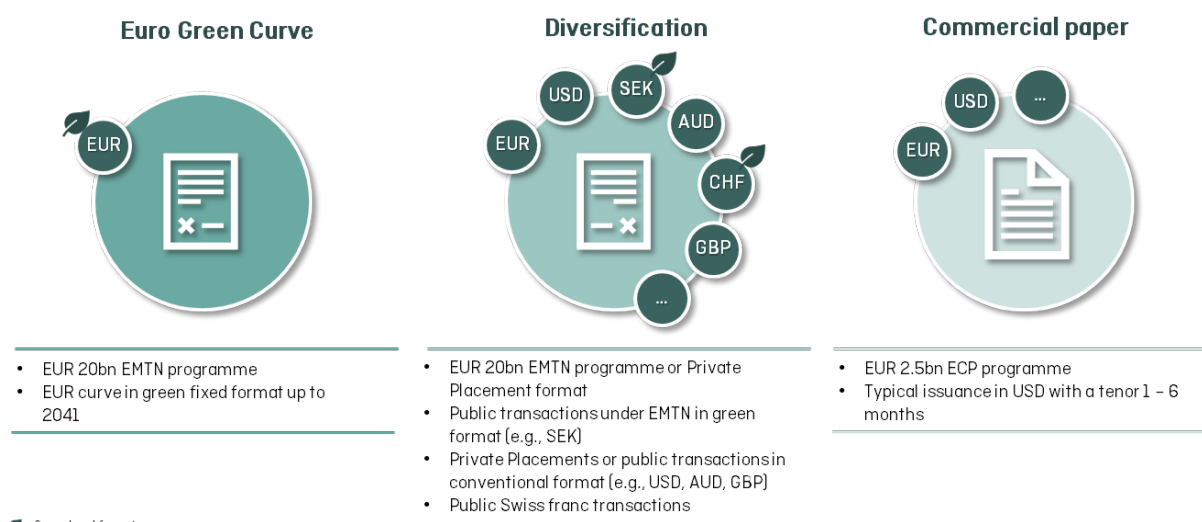 Euro Green Curve
EUR
• EUR 20bn EMTN programme
• EUR curve in green fixed format up to
2041
Diversification
EUR
USD
SEK
AUD
CHF
GBP
...
• EUR 20bn EMTN programme or Private
Placement format
• Public transactions under EMTN in green
format (e.g., SEK)
• Private Placements or public transactions in
conventional format (e.g., USD, AUD, GBP)
• Public Swiss franc transactions
Commercial paper
EUR
USD
...
• EUR 2.5bn ECP programme
• Typical issuance in USD with a tenor 1 – 6
months